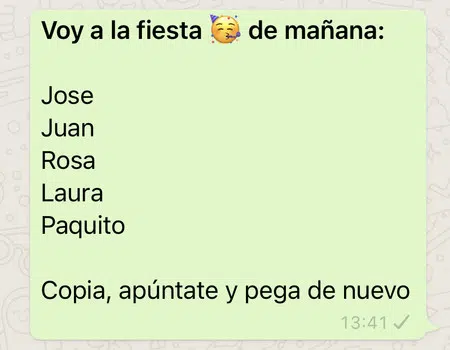 Voy a la fiesta 🥳 de mañana:
Jose
Juan
Rosa
Laura
Paquito
Copia, apúntate y pega de nuevo
13:41